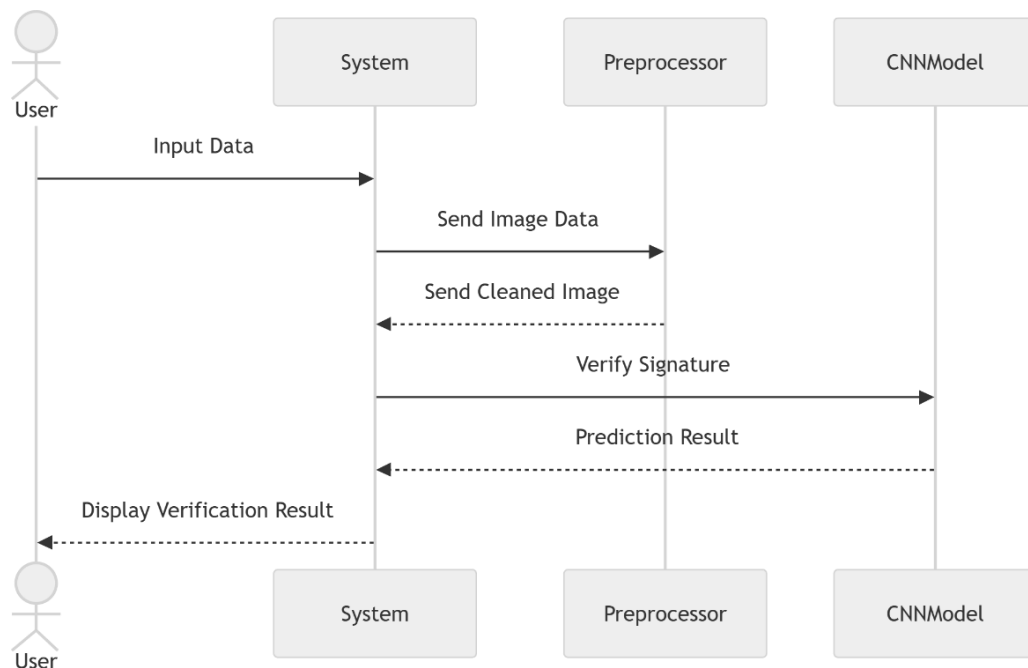 System
Preprocessor
CNNModel
User
Input Data
Send Image Data
Send Cleaned Image
Verify Signature
Prediction Result
Display Verification Result
System
Preprocessor
CNNModel
User